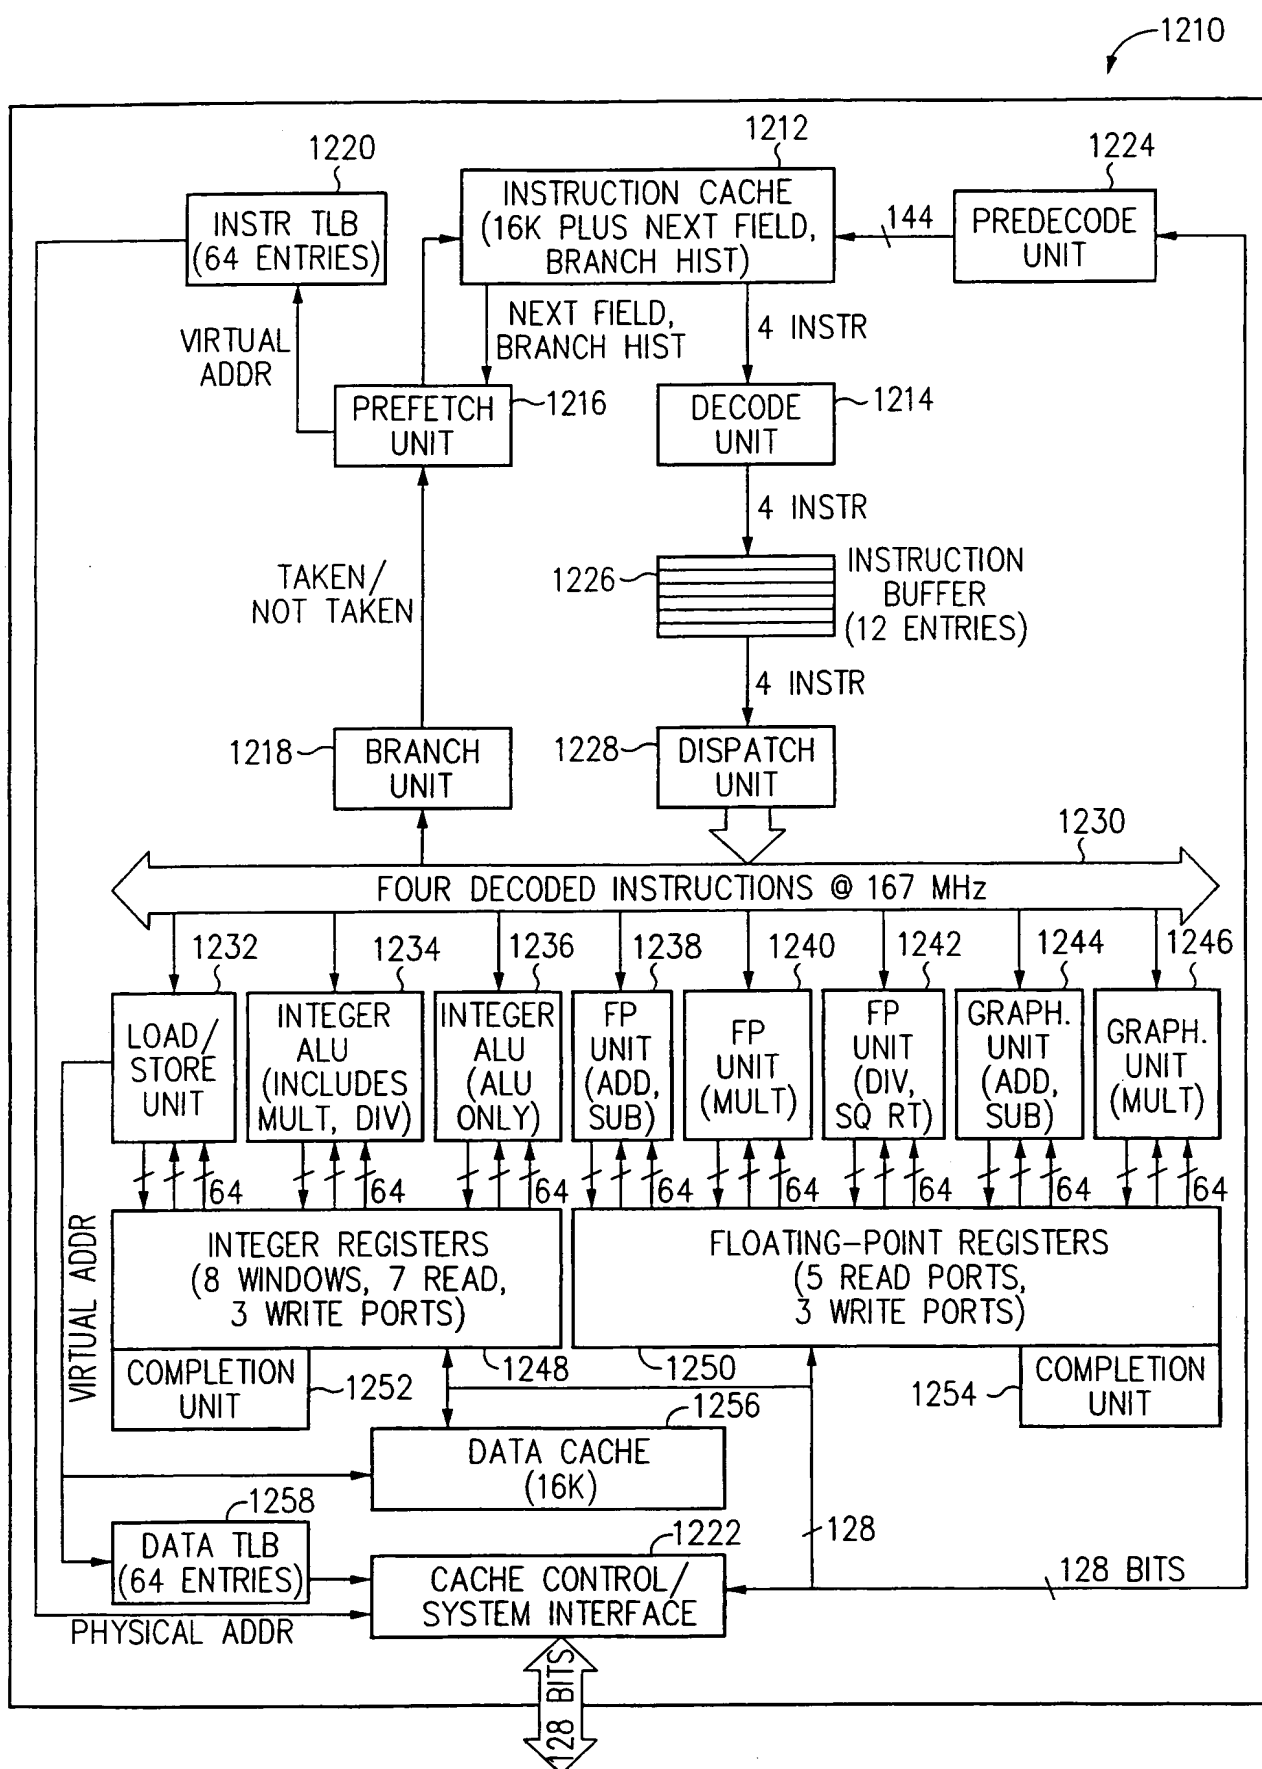 1210
1220
1212
1224
INSTR TLB
(64 ENTRIES)
INSTRUCTION CACHE
(16K PLUS NEXT FIELD,
BRANCH HIST)
144
PREDECODE
UNIT
VIRTUAL
ADDR
NEXT FIELD,
BRANCH HIST
4 INSTR
PREFETCH
UNIT
1216
DECODE
UNIT
1214
4 INSTR
TAKEN/
NOT TAKEN
1226
INSTRUCTION
BUFFER
(12 ENTRIES)
4 INSTR
1218
BRANCH
UNIT
1228
DISPATCH
UNIT
1230
FOUR DECODED INSTRUCTIONS @ 167 MHz
1232
1234
1236
1238
1240
1242
1244
1246
LOAD/
STORE
UNIT
INTEGER
ALU
(INCLUDES
MULT, DIV)
INTEGER
ALU
(ALU
ONLY)
FP
UNIT
(ADD,
SUB)
FP
UNIT
(MULT)
FP
UNIT
(DIV,
SQ RT)
GRAPH.
UNIT
(ADD,
SUB)
GRAPH.
UNIT
(MULT)
64
64
64
64
64
64
64
64
VIRTUAL ADDR
INTEGER REGISTERS
(8 WINDOWS, 7 READ,
3 WRITE PORTS)
FLOATING-POINT REGISTERS
(5 READ PORTS,
3 WRITE PORTS)
COMPLETION
UNIT
1252
1248
1250
1254
COMPLETION
UNIT
1256
DATA CACHE
(16K)
1258
DATA TLB
(64 ENTRIES)
1222
CACHE CONTROL/
SYSTEM INTERFACE
128
128 BITS
PHYSICAL ADDR
128 BITS